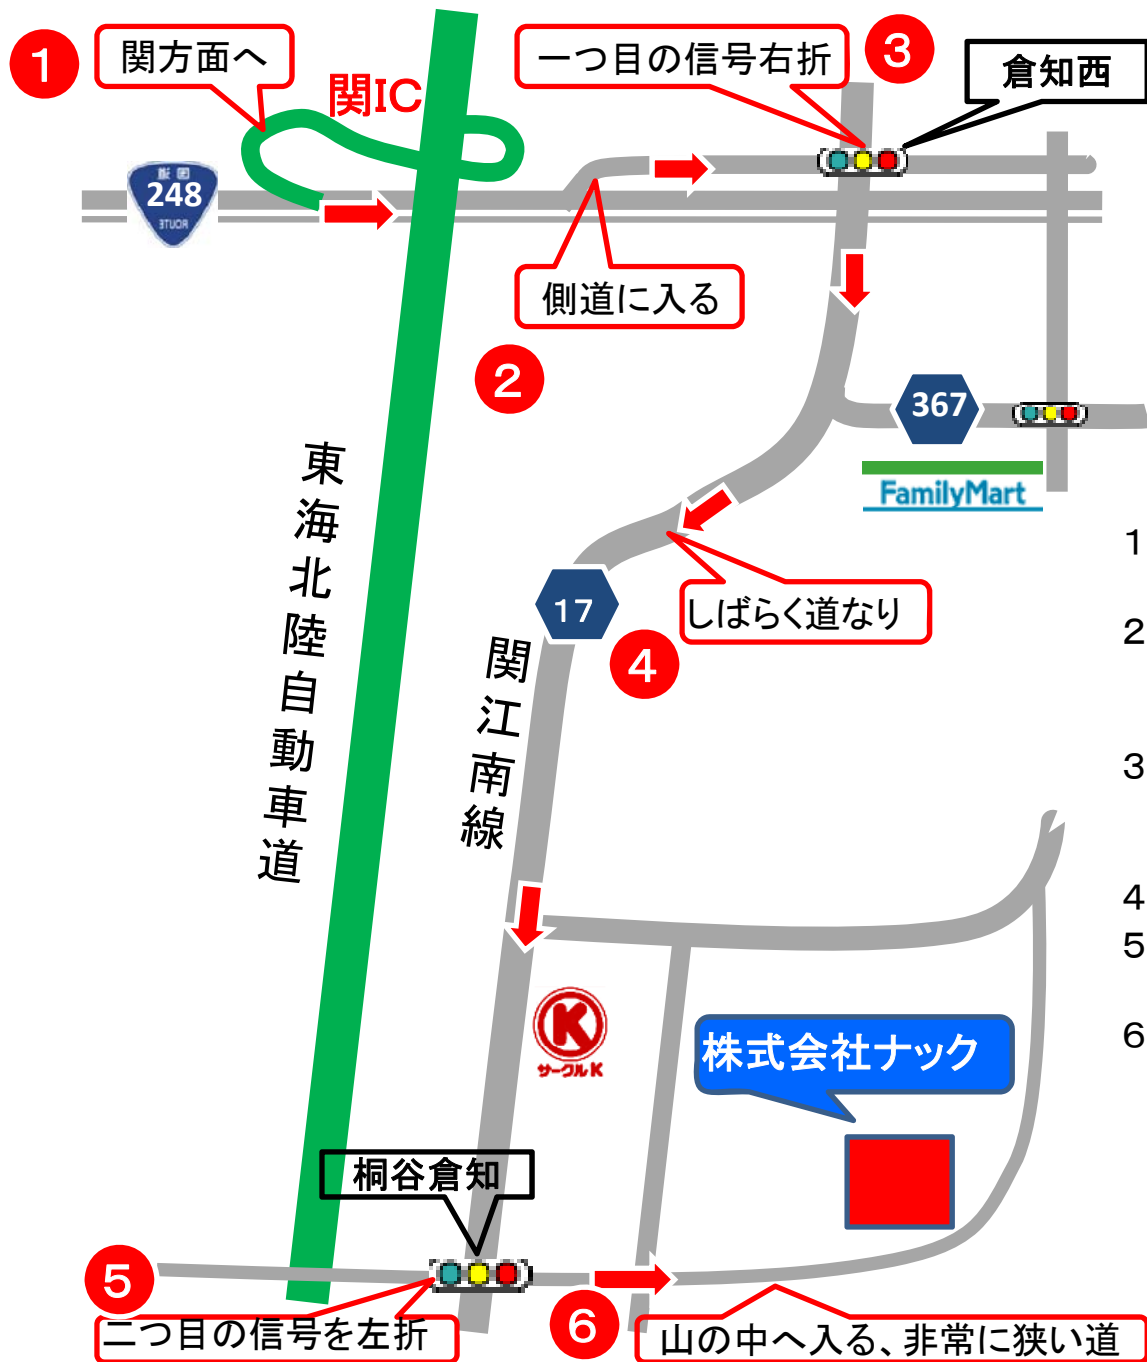 1
関方面へ
関IC
一つ目の信号右折
3
倉知西
248
ROUTE
側道に入る
2
367
FamilyMart
東海北陸自動車道
17
しばらく道なり
4
関江南線
1
2
3
4
5
6
サークルK
株式会社ナック
桐谷倉知
5
二つ目の信号を左折
6
山の中へ入る、非常に狭い道